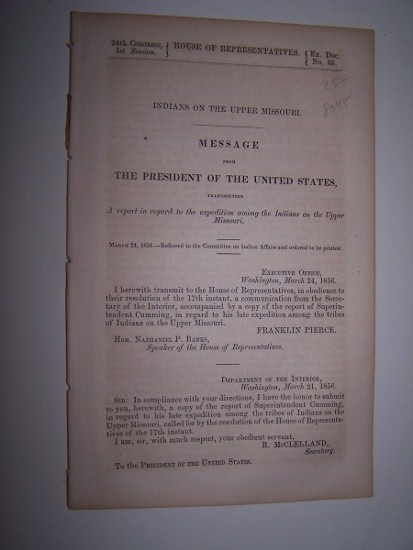 34th Congress, 1st Session. HOUSE OF REPRESENTATIVES. Ex. Doc. No. 65.
INDIANS ON THE UPPER MISSOURI.
MESSAGE
FROM
THE PRESIDENT OF THE UNITED STATES,
TRANSMITTING
A report in regard to the expedition among the Indians on the Upper
Missouri.
March 24, 1856.—Referred to the Committee on Indian Affairs and ordered to be printed.
Executive Office,
Washington, March 24, 1856.
I herewith transmit to the House of Representatives, in obedience to
their resolution of the 17th instant, a communication from the Secre-
tary of the Interior, accompanied by a copy of the report of Superin-
tendent Cumming, in regard to his late expedition among the tribes
of Indians on the Upper Missouri.
FRANKLIN PIERCE.
Hon. Nathaniel P. Banks,
Speaker of the House of Representatives.
Department of the Interior,
Washington, March 21, 1856.
Sir: In compliance with your directions, I have the honor to submit
to you, herewith, a copy of the report of Superintendent Cumming,
in regard to his late expedition among the tribes of Indians on the
Upper Missouri, called for by the resolution of the House of Representa-
tives of the 17th instant.
I am, sir, with much respect, your obedient servant,
R. McCLELLAND,
Secretary.
To the President of the United States.